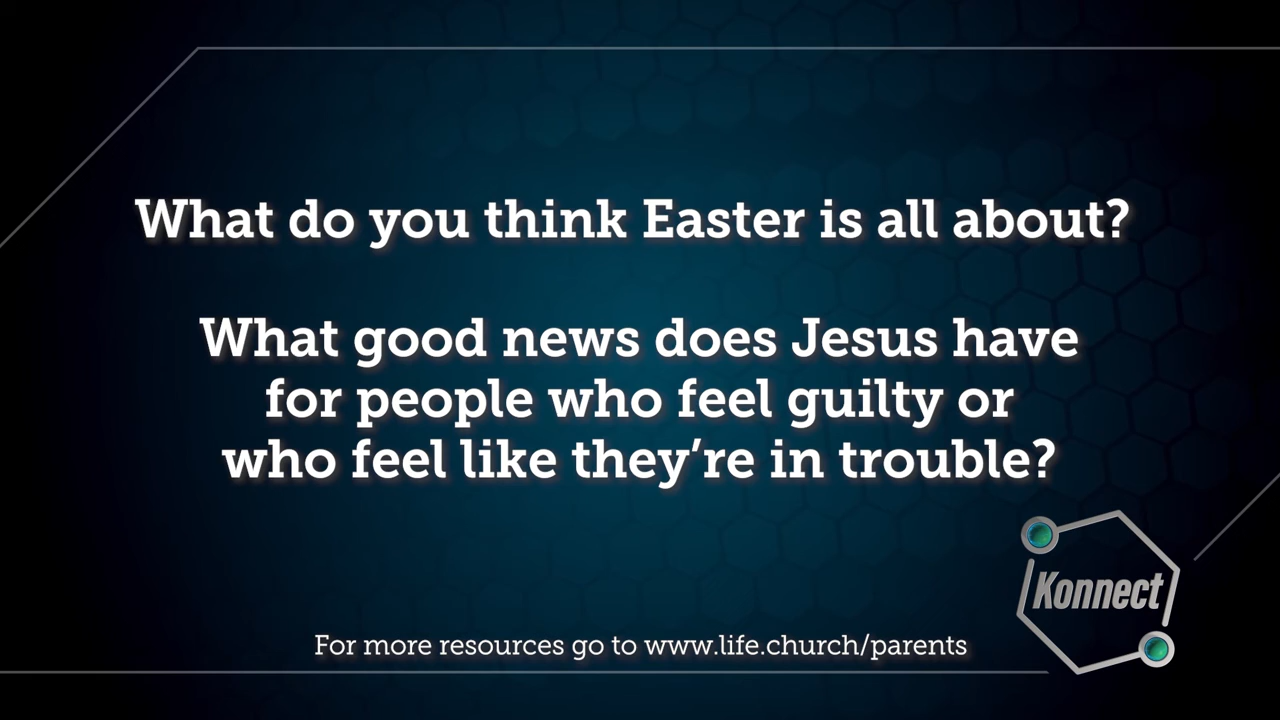 What do you think Easter is all about?
What good news does Jesus have
for people who feel guilty or
who feel like they’re in trouble?
Konnect
For more resources go to www.life.church/parents